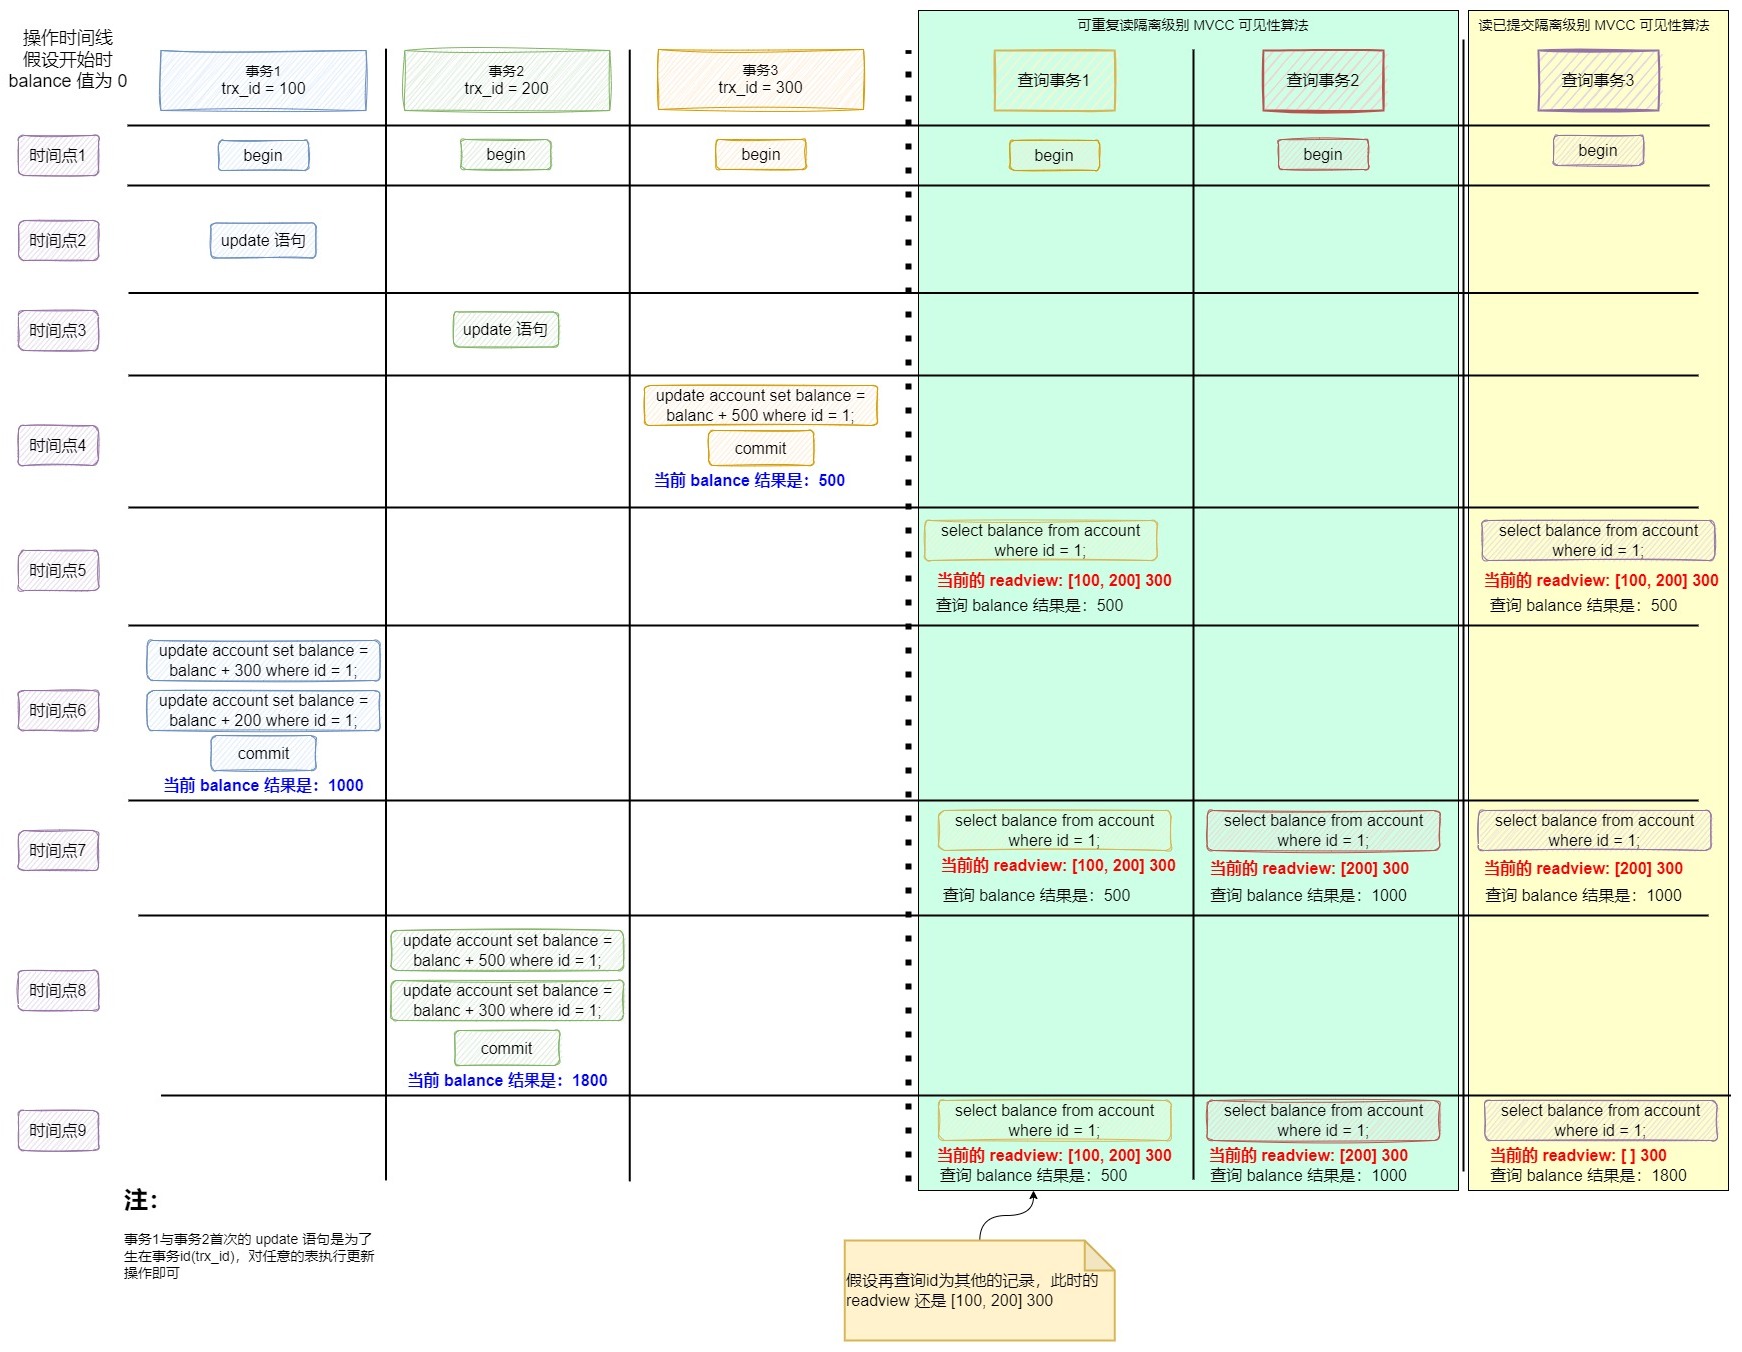 可重复读隔离级别 MVCC 可见性算法
读已提交隔离级别 MVCC 可见性算法
操作时间线
假设开始时
balance 值为 0
事务1
trx_id = 100
事务2
trx_id = 200
事务3
trx_id = 300
查询事务1
查询事务2
查询事务3
时间点1
begin
begin
begin
begin
begin
begin
时间点2
update 语句
时间点3
update 语句
时间点4
update account set balance =
balanc + 500 where id = 1;
commit
当前 balance 结果是：500
时间点5
select balance from account
where id = 1;
当前的 readview: [100, 200] 300
查询 balance 结果是：500
select balance from account
where id = 1;
当前的 readview: [100, 200] 300
查询 balance 结果是：500
时间点6
update account set balance =
balanc + 300 where id = 1;
update account set balance =
balanc + 200 where id = 1;
commit
当前 balance 结果是：1000
时间点7
select balance from account
where id = 1;
当前的 readview: [100, 200] 300
查询 balance 结果是：500
select balance from account
where id = 1;
当前的 readview: [200] 300
查询 balance 结果是：1000
select balance from account
where id = 1;
当前的 readview: [200] 300
查询 balance 结果是：1000
时间点8
update account set balance =
balanc + 500 where id = 1;
update account set balance =
balanc + 300 where id = 1;
commit
当前 balance 结果是：1800
时间点9
select balance from account
where id = 1;
当前的 readview: [100, 200] 300
查询 balance 结果是：500
select balance from account
where id = 1;
当前的 readview: [200] 300
查询 balance 结果是：1000
select balance from account
where id = 1;
当前的 readview: [ ] 300
查询 balance 结果是：1800
注：
事务1与事务2首次的 update 语句是为了
生在事务id(trx_id)，对任意的表执行更新
操作即可
假设再查询id为其他的记录，此时的
readview 还是 [100, 200] 300